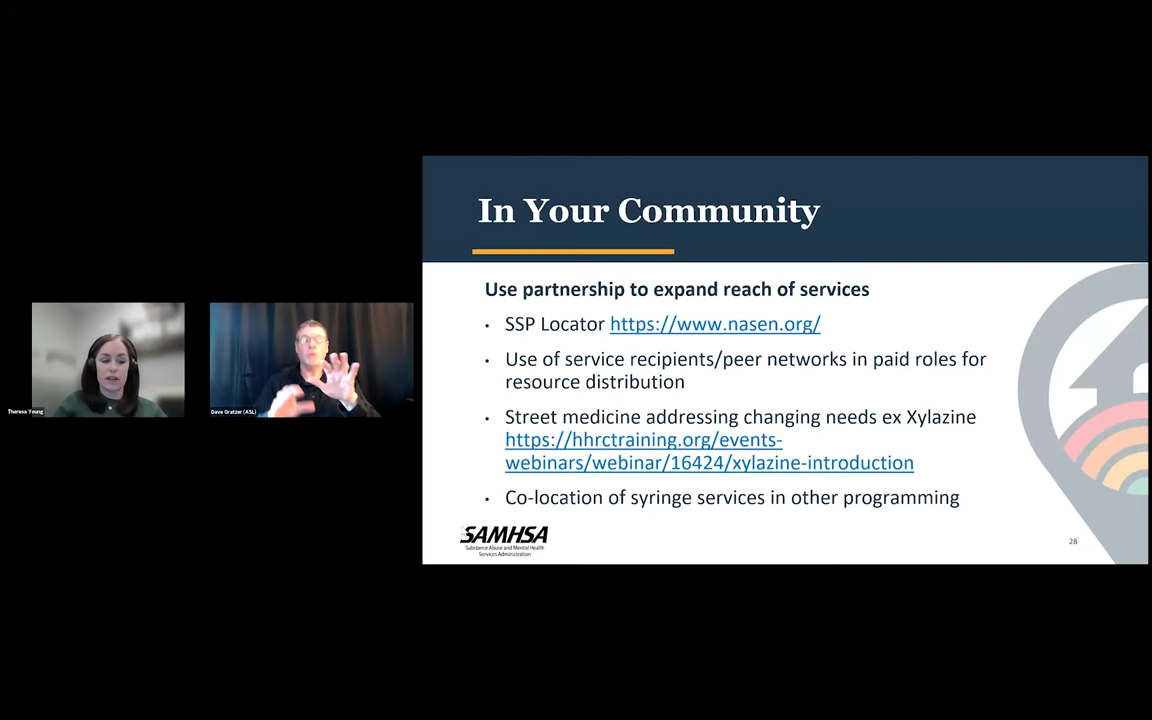 In Your Community
Use partnership to expand reach of services
• SSP Locator https://www.nasen.org/
• Use of service recipients/peer networks in paid roles for
resource distribution
• Street medicine addressing changing needs ex Xylazine
https://hhrctraining.org/events-
webinars/webinar/16424/xylazine-introduction
• Co-location of syringe services in other programming
SAMHSA
Substance Abuse and Mental Health
Services Administration
28
Theresa Young
Dave Gratzer (ASL)